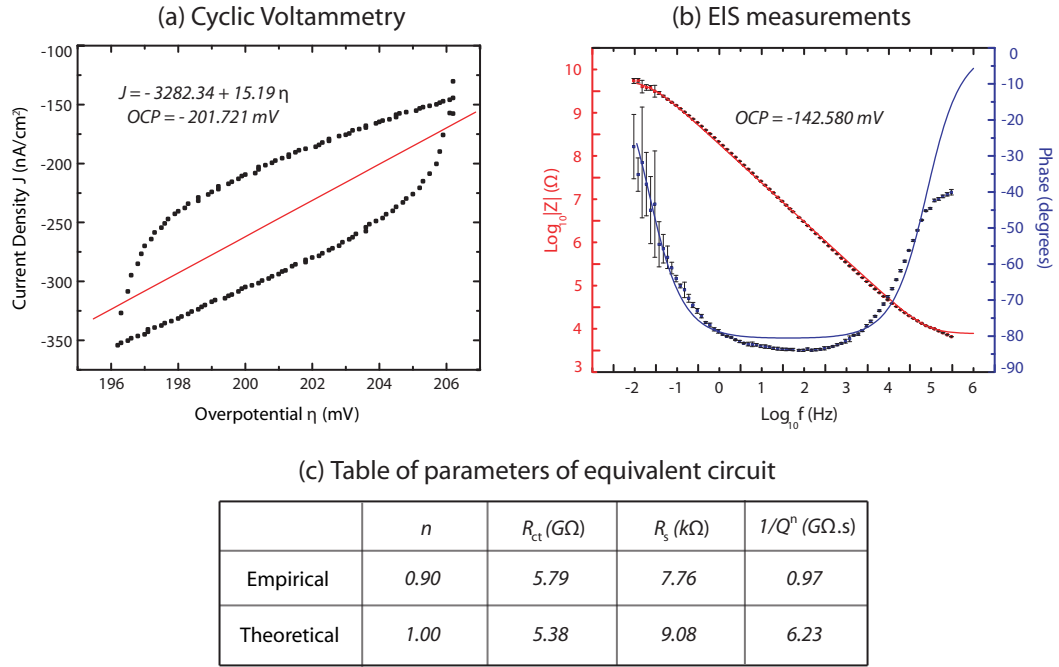 (a) Cyclic Voltammetry
-100
-150
-200
-250
-300
-350
Current Density J (nA/cm²)
J = - 3282.34 + 15.19 η
OCP = - 201.721 mV
196 198 200 202 204 206
Overpotential η (mV)
(b) EIS measurements
10
9
8
7
6
5
4
3
Log₁₀|Z| (Ω)
OCP = -142.580 mV
0
-10
-20
-30
-40
-50
-60
-70
-80
-90
Phase (degrees)
-2 -1 0 1 2 3 4 5 6
Log₁₀f (Hz)
(c) Table of parameters of equivalent circuit
n R_ct (GΩ) R_s (kΩ) 1/Qⁿ (GΩ.s)
Empirical 0.90 5.79 7.76 0.97
Theoretical 1.00 5.38 9.08 6.23